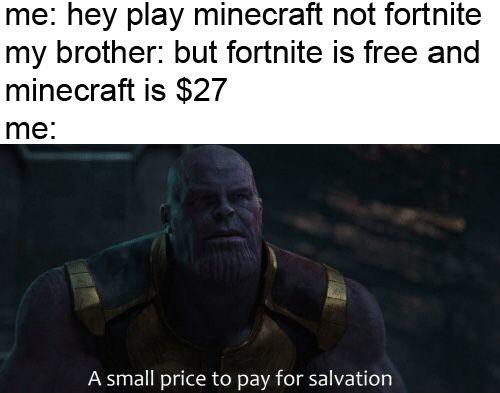 me: hey play minecraft not fortnite
my brother: but fortnite is free and
minecraft is $27
me:
A small price to pay for salvation